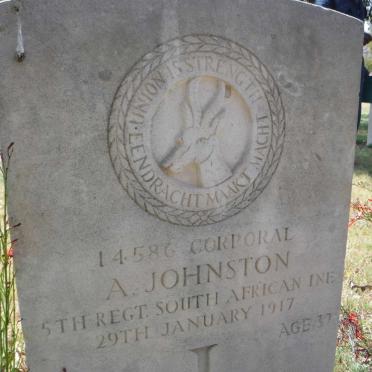 UNION IS STRENGTH
EENDRACHT MAAKT MACHT
14586 CORPORAL
A. JOHNSTON
5TH REGT. SOUTH AFRICAN INF.
29TH JANUARY 1917
AGE 37